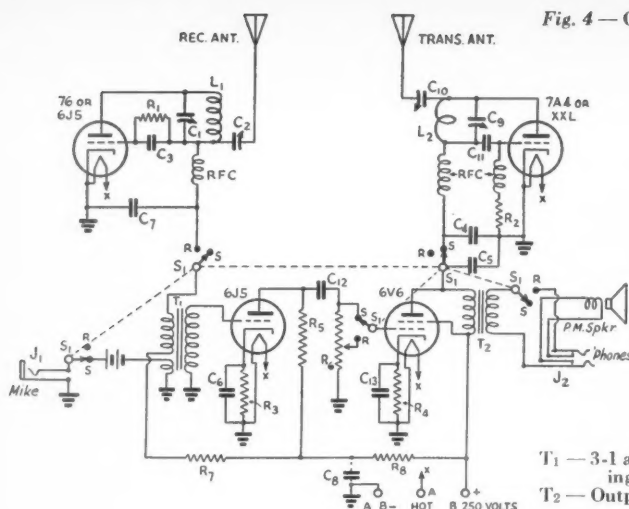 Fig. 4 — C
REC. ANT.
TRANS. ANT.
76 OR
6J5
R1
L1
C1
C2
C3
RFC
C7
C10
L2
C9
C11
7A4 OR
XXL
RFC
R2
C4
C5
R
S
S1
R
S
S1
S1
R
S
T1
6J5
C12
R5
S
S1
R
6V6
T2
P.M. Spkr
Phones
J2
S1
R
S
J1
Mike
C6
R3
C13
R4
R7
R8
C8
A B-
X
A
HOT
+
B 250 VOLTS
X
X
X
X
T1 — 3-1 a
ing
T2 — Outp